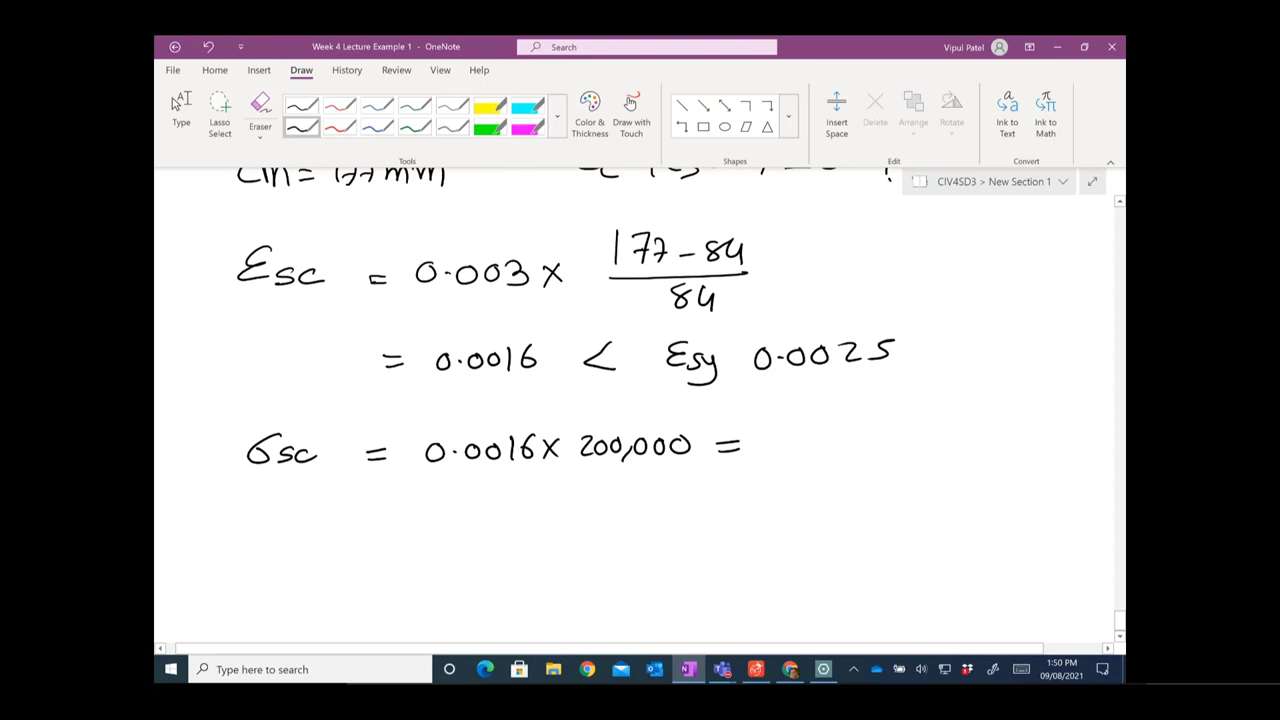 Week 4 Lecture Example 1 - OneNote
Search
Vipul Patel
File Home Insert Draw History Review View Help
Type
Lasso Select
Eraser
Color & Thickness
Draw with Touch
Insert Space
Delete
Arrange
Rotate
Ink to Text
Ink to Math
Tools
Shapes
Edit
Convert
CIV4SD3 > New Section 1
= 177 mm
εsc = 0.003 × 177 - 84
84
= 0.0016 < εsy 0.0025
σsc = 0.0016 × 200,000 =
Type here to search
1:50 PM
09/08/2021